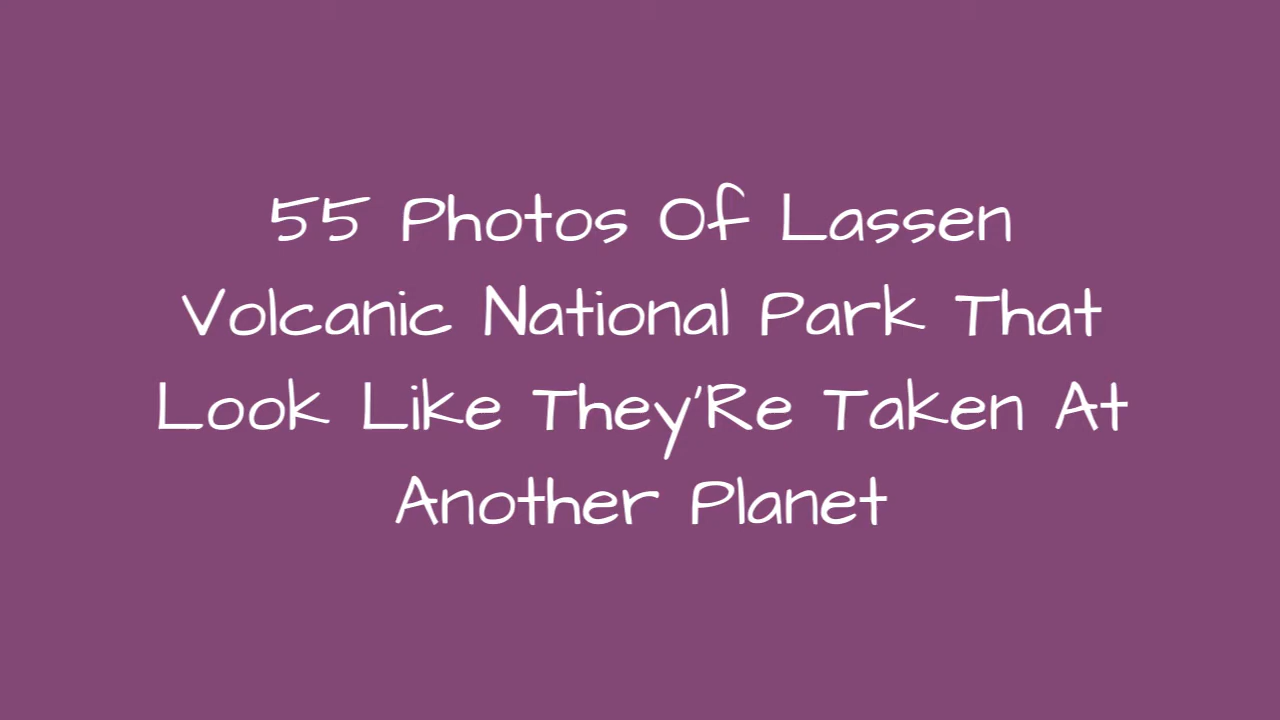 55 Photos Of Lassen
Volcanic National Park That
Look Like They'Re Taken At
Another Planet